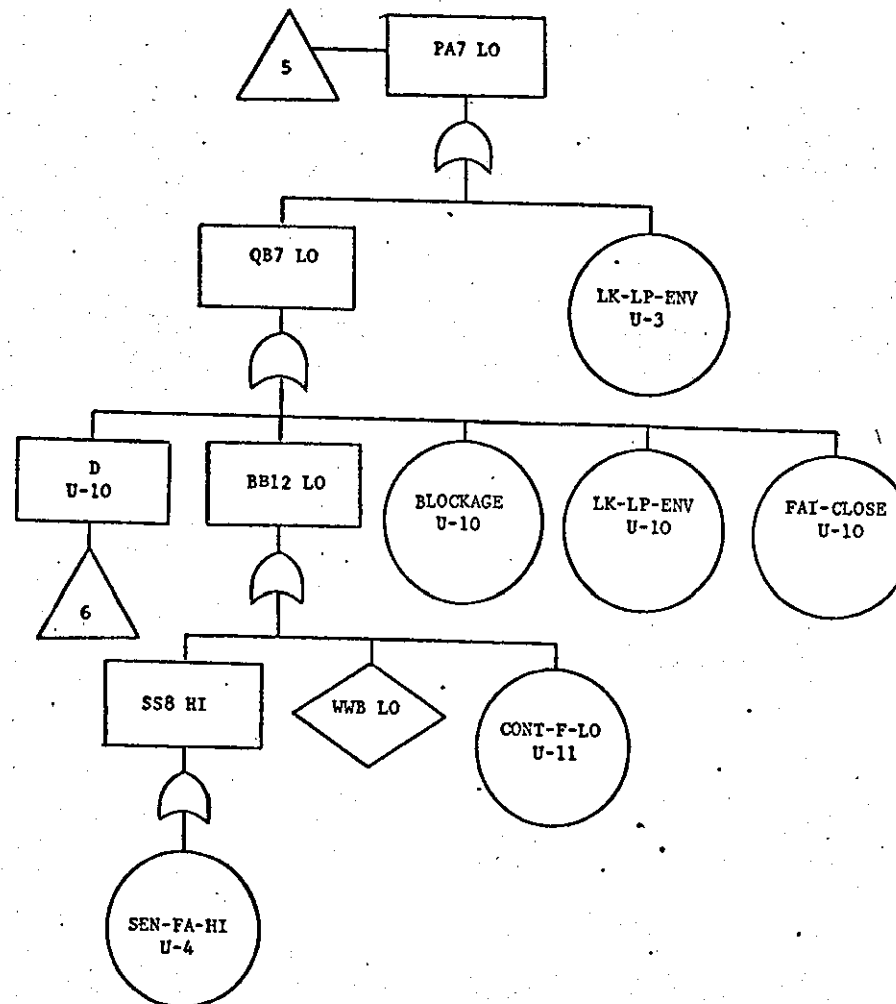 5
PA7 LO
QB7 LO
LK-LP-ENV
U-3
D
U-10
BB12 LO
BLOCKAGE
U-10
LK-LP-ENV
U-10
FAI-CLOSE
U-10
6
SS8 HI
WWB LO
CONT-F-LO
U-11
SEN-FA-HI
U-4